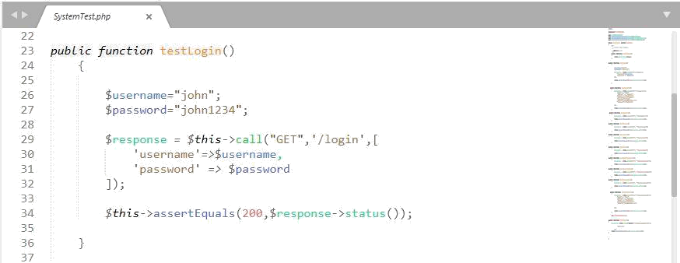 SystemTest.php ×
22
23 public function testLogin()
24 {
25
26 $username="john";
27 $password="john1234";
28
29 $response = $this->call("GET",'/login',[
30 'username'=>$username,
31 'password' => $password
32 ]);
33
34 $this->assertEquals(200,$response->status());
35
36 }
37